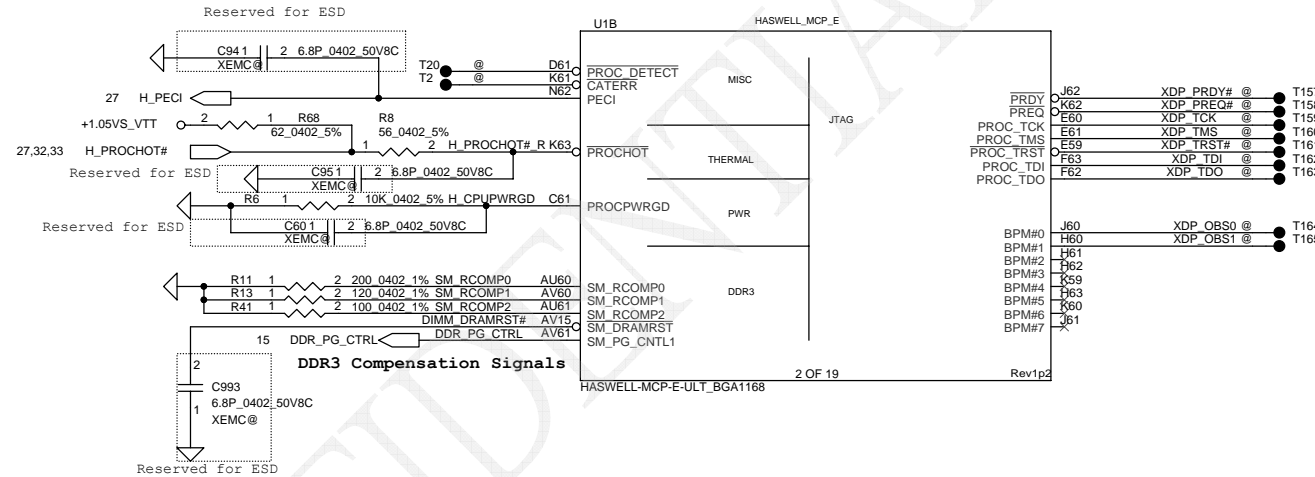 Reserved for ESD
U1B
HASWELL_MCP_E
C94 1 2 6.8P_0402_50V8C
XEMC@
T20 @ D61 PROC_DETECT
T2 @ K61 CATERR
N62 PECI
27 H_PECI
MISC
JTAG
+1.05VS_VTT 2 1 R68
62_0402_5%
R8
56_0402_5%
27,32,33 H_PROCHOT# 1 2 H_PROCHOT#_R K63 PROCHOT
THERMAL
Reserved for ESD
C95 1 2 6.8P_0402_50V8C
XEMC@
R6 1 2 10K_0402_5% H_CPUPWRGD C61 PROCPWRGD
PWR
Reserved for ESD
C60 1 2 6.8P_0402_50V8C
XEMC@
R11 1 2 200_0402_1% SM_RCOMP0 AU60 SM_RCOMP0
R13 1 2 120_0402_1% SM_RCOMP1 AV60 SM_RCOMP1
R41 1 2 100_0402_1% SM_RCOMP2 AU61 SM_RCOMP2
DIMM_DRAMRST# AV15 SM_DRAMRST
15 DDR_PG_CTRL DDR_PG_CTRL AV61 SM_PG_CNTL1
DDR3
DDR3 Compensation Signals
PRDY J62 XDP_PRDY# @
PREQ K62 XDP_PREQ# @
PROC_TCK E60 XDP_TCK @
PROC_TMS E61 XDP_TMS @
PROC_TRST E59 XDP_TRST# @
PROC_TDI F63 XDP_TDI @
PROC_TDO F62 XDP_TDO @
BPM#0 J60 XDP_OBS0 @ T164
BPM#1 H60 XDP_OBS1 @ T165
BPM#2 H61
BPM#3 H62
BPM#4 K59
BPM#5 H63
BPM#6 K60
BPM#7 J61
2 OF 19
Rev1p2
HASWELL-MCP-E-ULT_BGA1168
2
C993
6.8P_0402_50V8C
1
XEMC@
Reserved for ESD